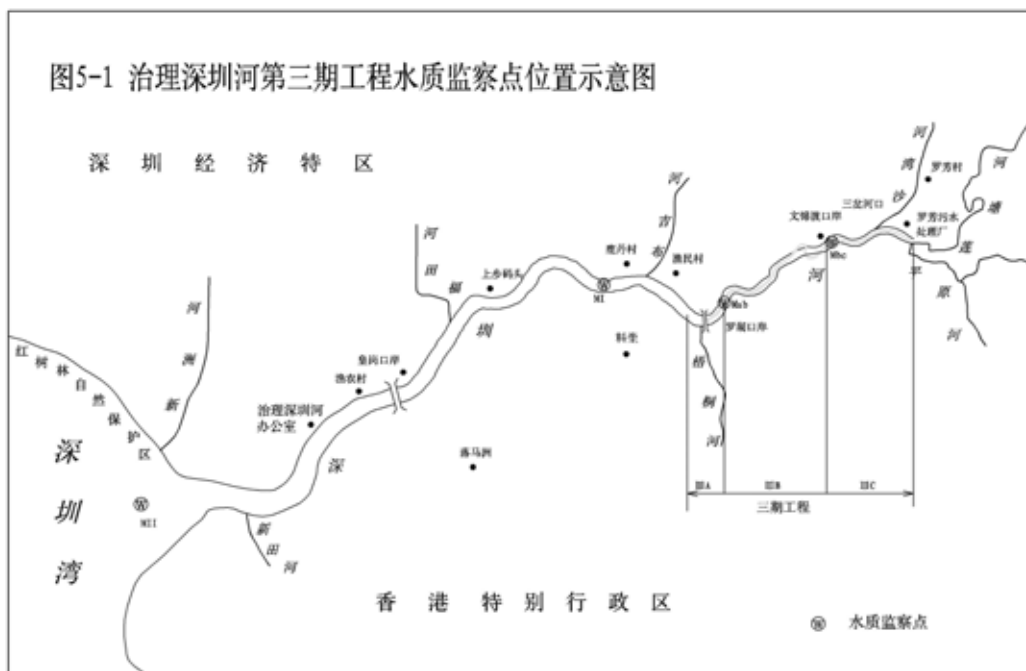 图5-1 治理深圳河第三期工程水质监察点位置示意图
深圳经济特区
河湾沙
罗芳村
河塘莲
三岔河口
罗芳污水
处理厂
文锦渡口岸
Mbc
平原河
河吉布
鹿丹村
渔民村
MI
Mab
罗湖口岸
河
河田福
上步码头
圳
料壆
梧桐河
河洲新
皇岗口岸
渔农村
治理深圳河
办公室
深
落马洲
红树林自然保护区
深圳湾
MII
新田河
IIIA
IIIB
IIIC
三期工程
香港特别行政区
水质监察点